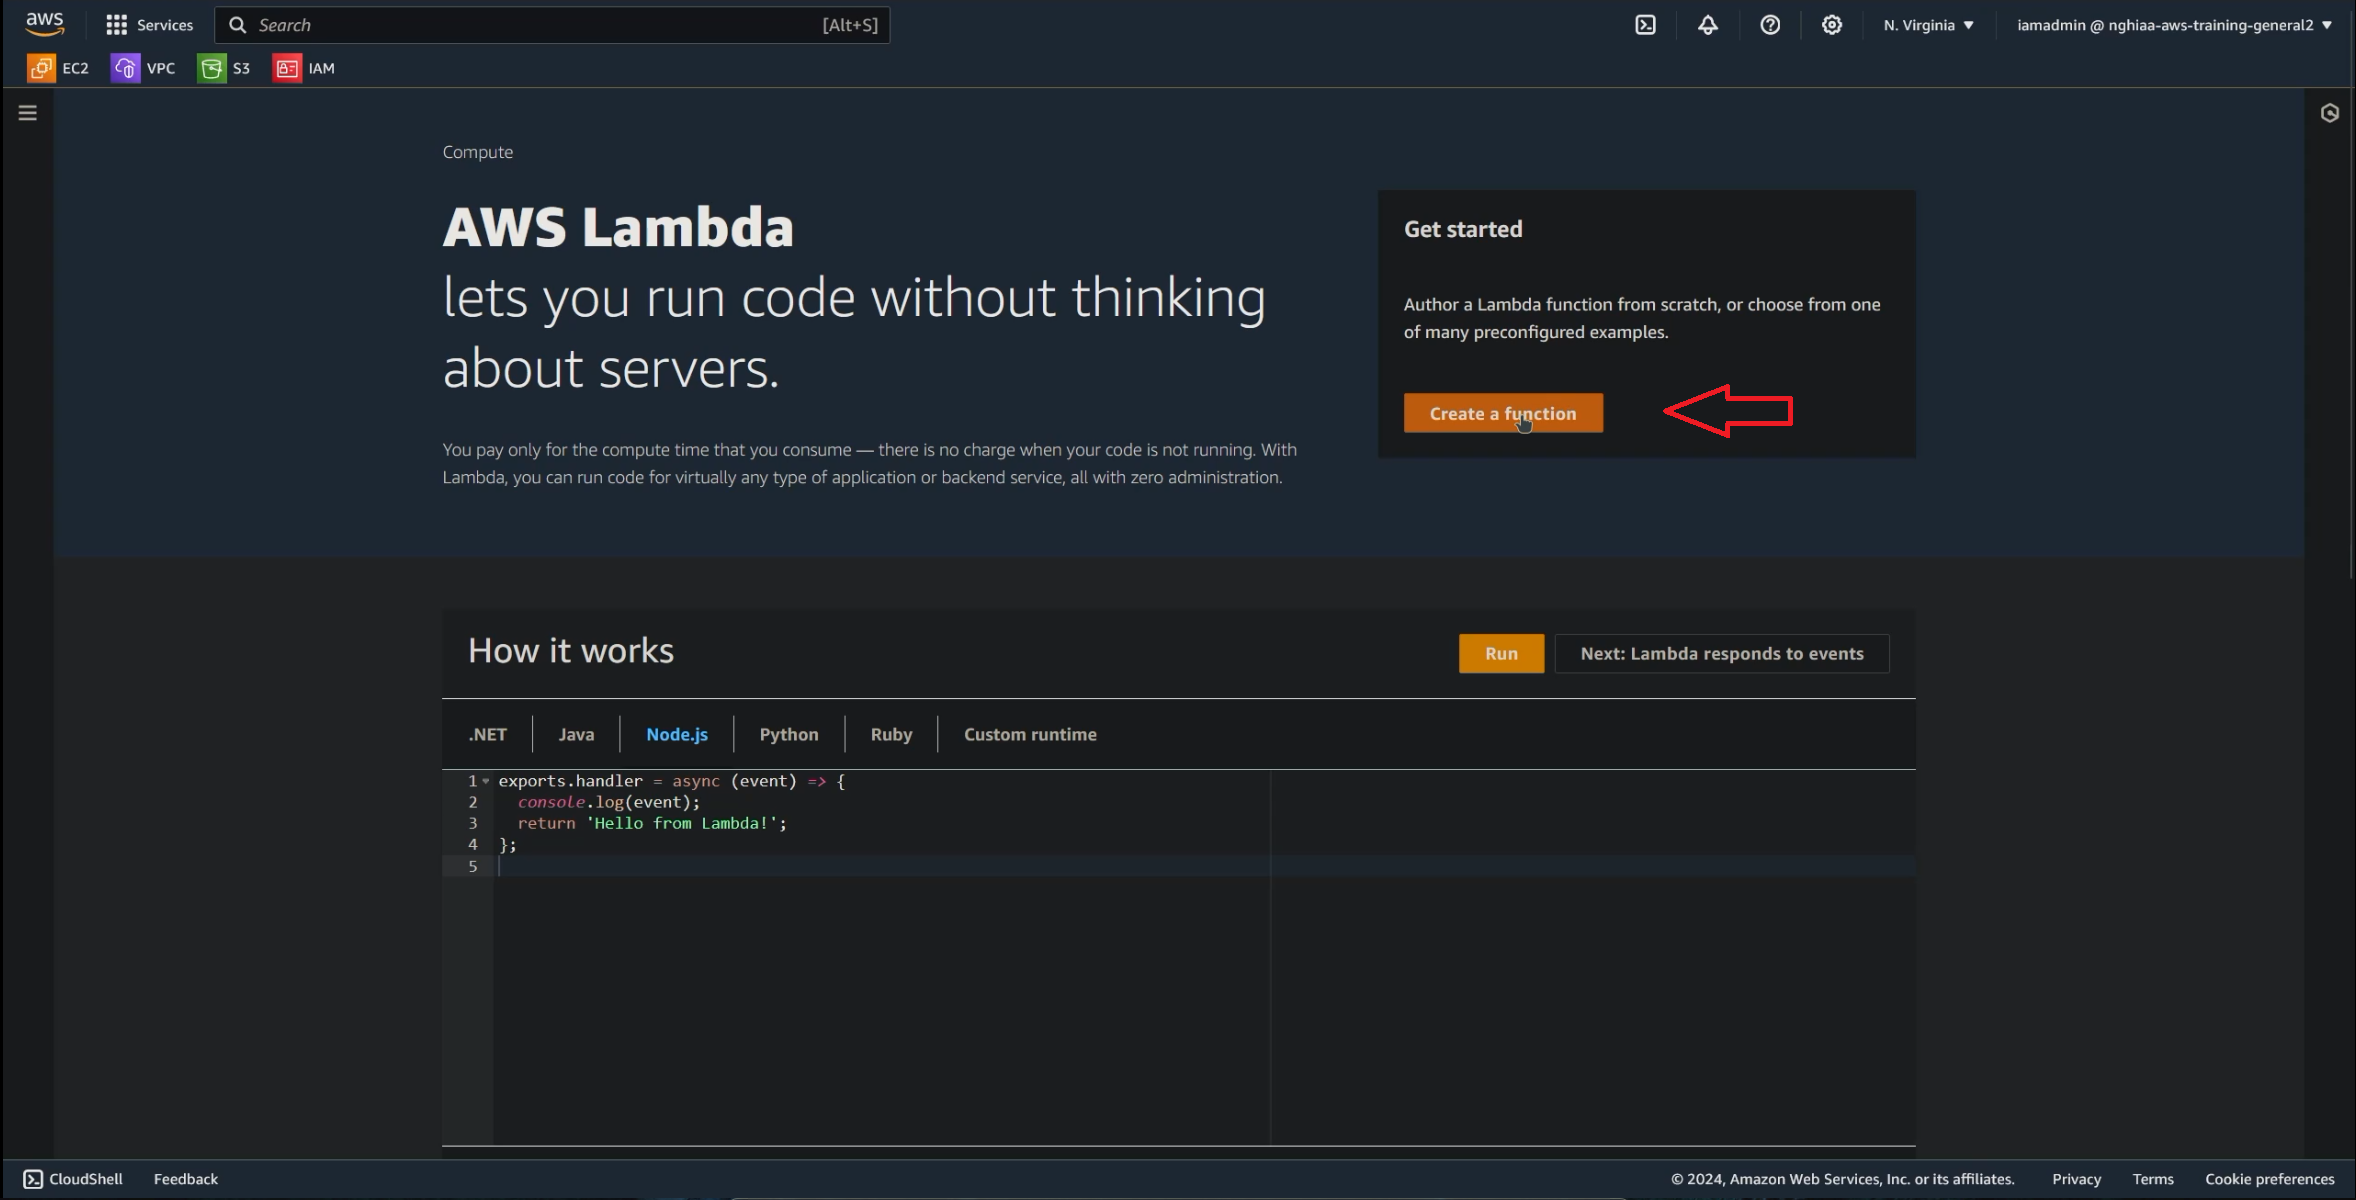 aws
Services
Search
[Alt+S]
N. Virginia ▼
iamadmin @ nghiaa-aws-training-general2 ▼
EC2
VPC
S3
IAM
Compute
AWS Lambda
lets you run code without thinking
about servers.
You pay only for the compute time that you consume — there is no charge when your code is not running. With
Lambda, you can run code for virtually any type of application or backend service, all with zero administration.
Get started
Author a Lambda function from scratch, or choose from one
of many preconfigured examples.
Create a function
How it works
Run
Next: Lambda responds to events
.NET
Java
Node.js
Python
Ruby
Custom runtime
1 exports.handler = async (event) => {
2 console.log(event);
3 return 'Hello from Lambda!';
4 };
5
CloudShell
Feedback
© 2024, Amazon Web Services, Inc. or its affiliates.
Privacy
Terms
Cookie preferences